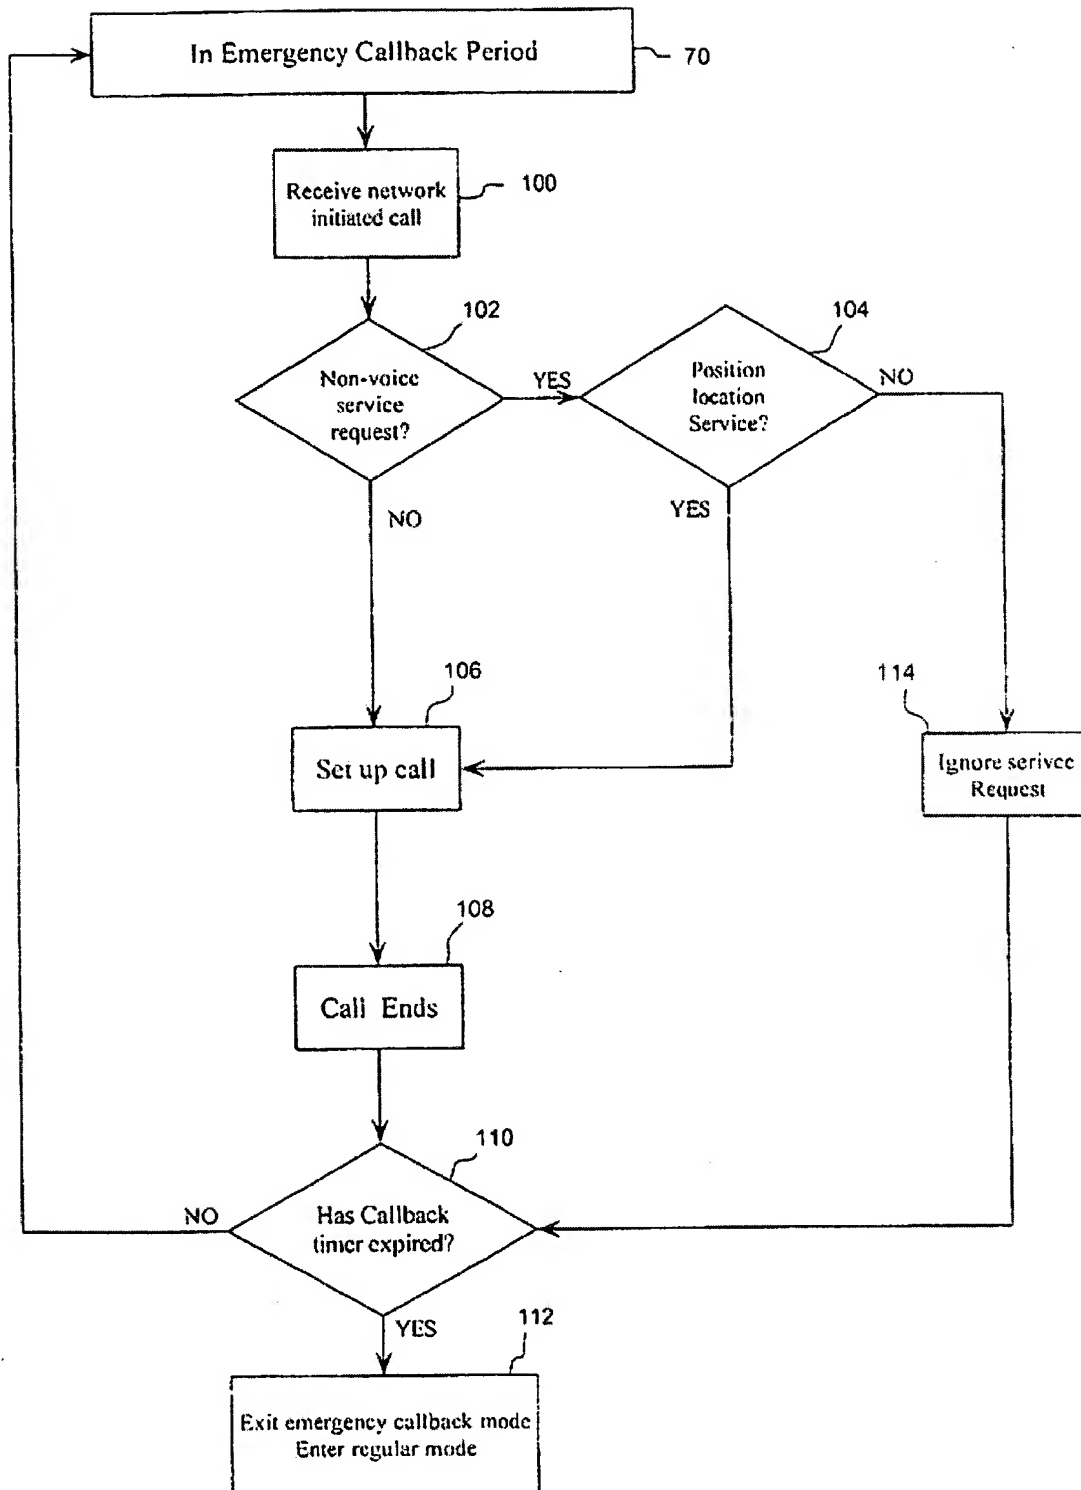 In Emergency Callback Period
70
Receive network
initiated call
100
102
104
Non-voice
service
request?
YES
Position
location
Service?
NO
NO
YES
106
114
Set up call
Ignore serivce
Request
108
Call Ends
110
NO
Has Callback
timer expired?
YES
112
Exit emergency callback mode
Enter regular mode